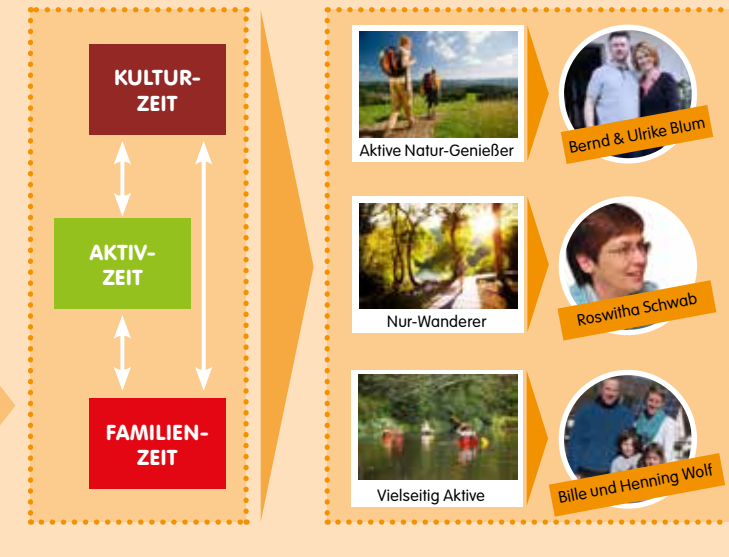 KULTUR-
ZEIT
AKTIV-
ZEIT
FAMILIEN-
ZEIT
Aktive Natur-Genießer
Bernd & Ulrike Blum
Nur-Wanderer
Roswitha Schwab
Vielseitig Aktive
Bille und Henning Wolf